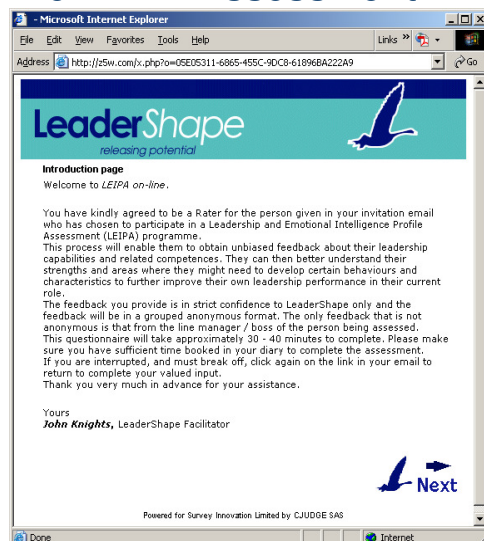 - Microsoft Internet Explorer
File Edit View Favorites Tools Help Links »
Address http://z5w.com/x.php?o=05E05311-6865-455C-9DC8-61896BA222A9 Go
LeaderShape
releasing potential
Introduction page
Welcome to LEIPA on-line.
You have kindly agreed to be a Rater for the person given in your invitation email
who has chosen to participate in a Leadership and Emotional Intelligence Profile
Assessment (LEIPA) programme.
This process will enable them to obtain unbiased feedback about their leadership
capabilities and related competences. They can then better understand their
strengths and areas where they might need to develop certain behaviours and
characteristics to further improve their own leadership performance in their current
role.
The feedback you provide is in strict confidence to LeaderShape only and the
feedback will be in a grouped anonymous format. The only feedback that is not
anonymous is that from the line manager / boss of the person being assessed.
This questionnaire will take approximately 30 - 40 minutes to complete. Please make
sure you have sufficient time booked in your diary to complete the assessment.
If you are interrupted, and must break off, click again on the link in your email to
return to complete your valued input.
Thank you very much in advance for your assistance.
Yours
John Knights, LeaderShape Facilitator
Next
Powered for Survey Innovation Limited by CJUDGE SAS
Done Internet